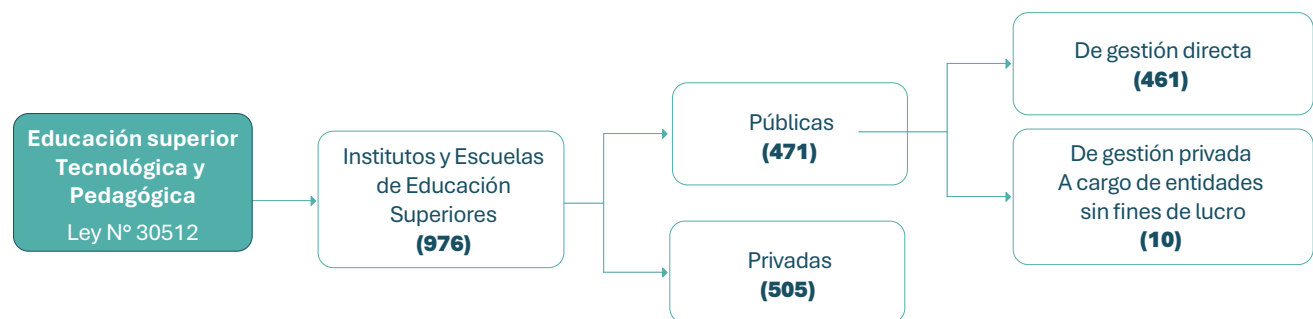 Educación superior
Tecnológica y
Pedagógica
Ley N° 30512
Institutos y Escuelas
de Educación
Superiores
(976)
Públicas
(471)
Privadas
(505)
De gestión directa
(461)
De gestión privada
A cargo de entidades
sin fines de lucro
(10)